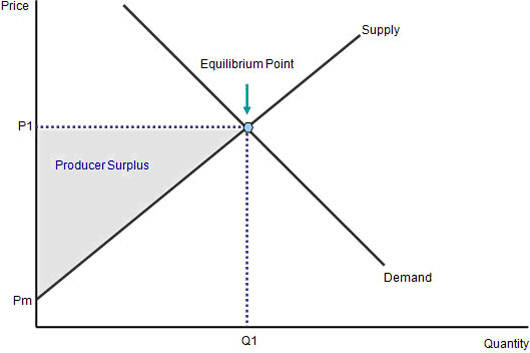 Price
Supply
Equilibrium Point
P1
Producer Surplus
Demand
Pm
Q1
Quantity